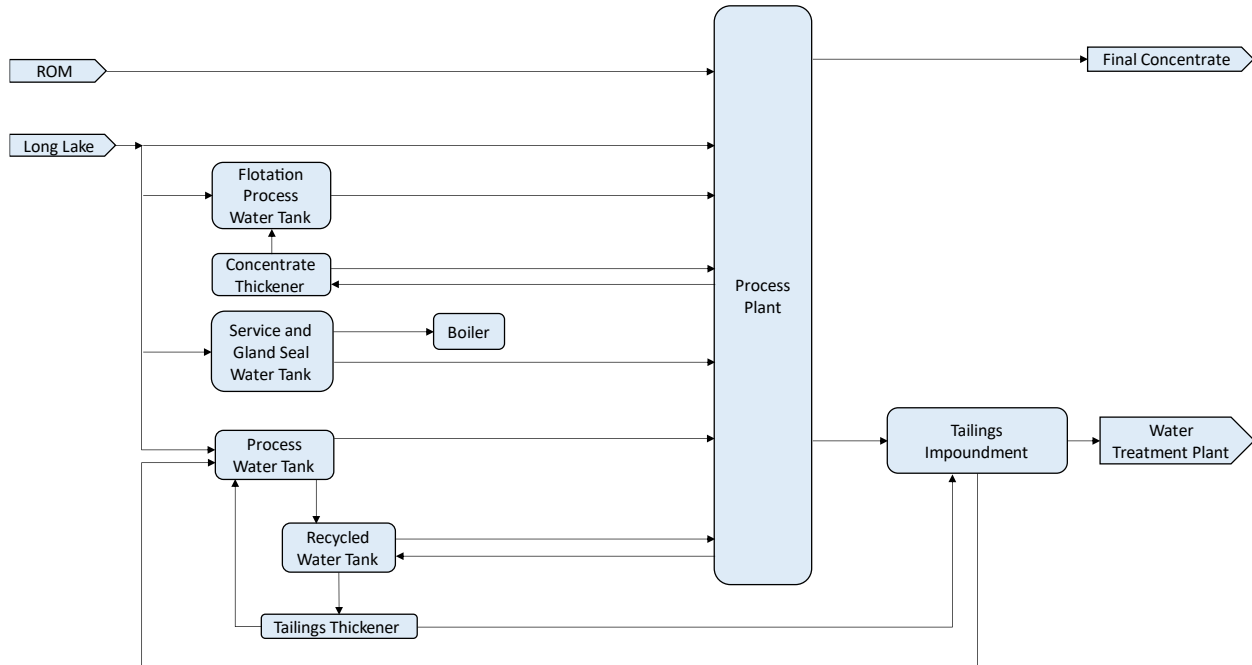 ROM
Final Concentrate
Long Lake
Flotation
Process
Water Tank
Concentrate
Thickener
Process
Plant
Service and
Gland Seal
Water Tank
Boiler
Process
Water Tank
Tailings
Impoundment
Water
Treatment Plant
Recycled
Water Tank
Tailings Thickener